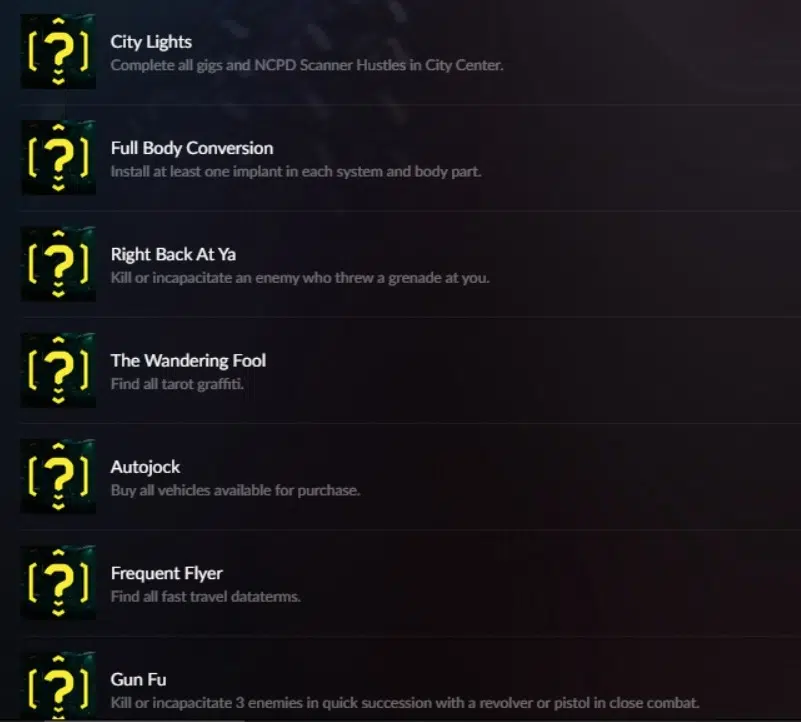 City Lights
Complete all gigs and NCPD Scanner Hustles in City Center.
Full Body Conversion
Install at least one implant in each system and body part.
Right Back At Ya
Kill or incapacitate an enemy who threw a grenade at you.
The Wandering Fool
Find all tarot graffiti.
Autojock
Buy all vehicles available for purchase.
Frequent Flyer
Find all fast travel dataterms.
Gun Fu
Kill or incapacitate 3 enemies in quick succession with a revolver or pistol in close combat.